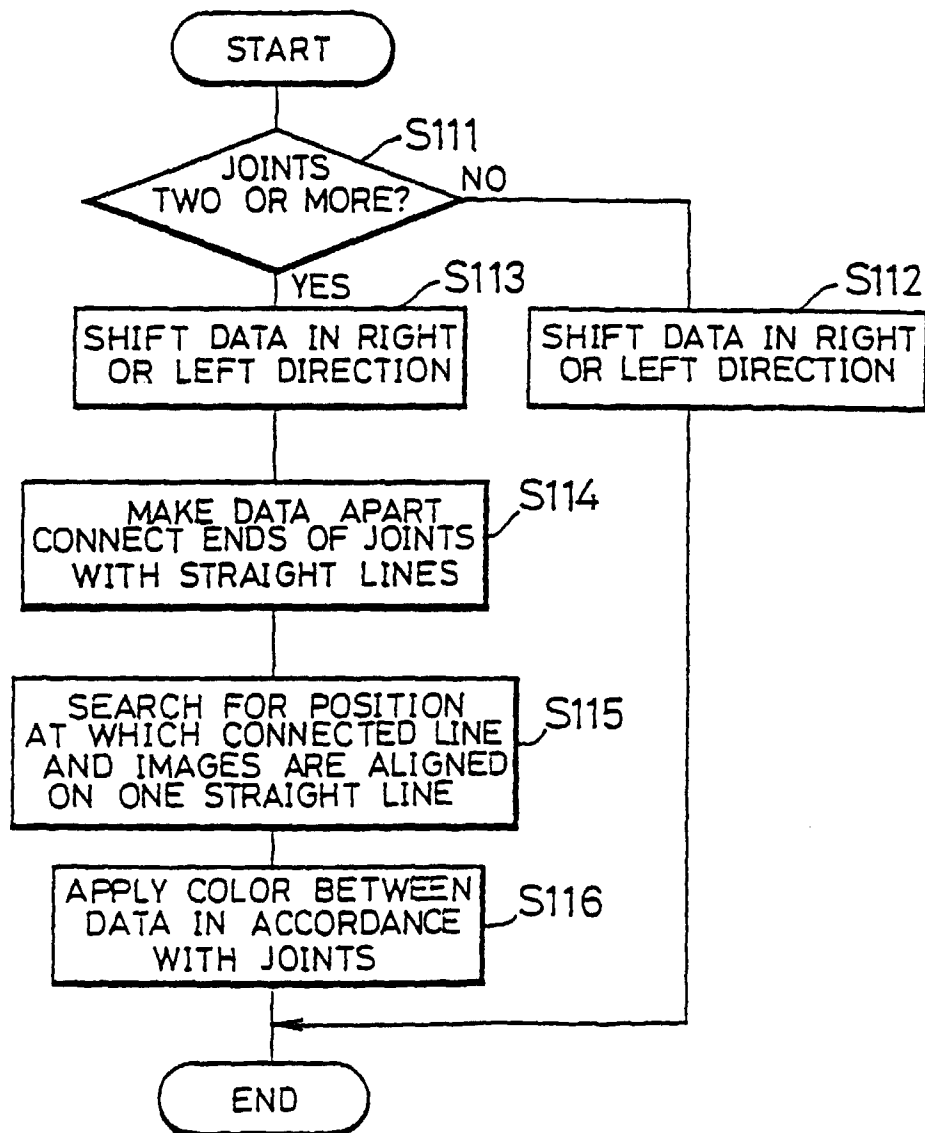 START
S111
JOINTS
TWO OR MORE?
NO
YES
S113
SHIFT DATA IN RIGHT
OR LEFT DIRECTION
S112
SHIFT DATA IN RIGHT
OR LEFT DIRECTION
S114
MAKE DATA APART
CONNECT ENDS OF JOINTS
WITH STRAIGHT LINES
S115
SEARCH FOR POSITION
AT WHICH CONNECTED LINE
AND IMAGES ARE ALIGNED
ON ONE STRAIGHT LINE
S116
APPLY COLOR BETWEEN
DATA IN ACCORDANCE
WITH JOINTS
END